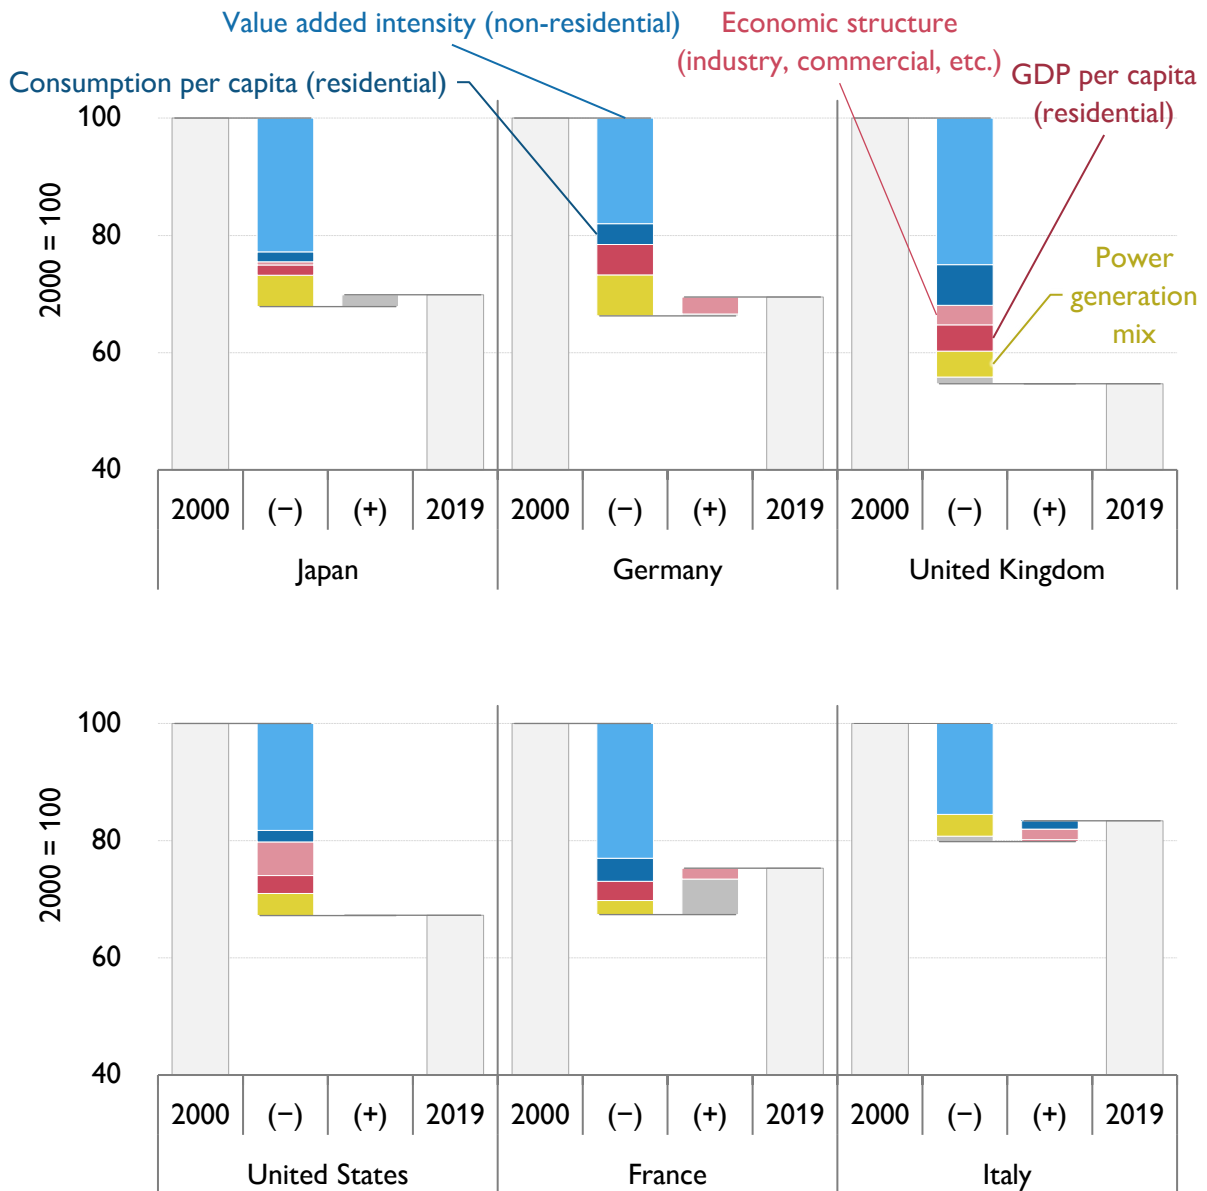 Value added intensity (non-residential)
Economic structure
(industry, commercial, etc.)
Consumption per capita (residential)
GDP per capita
(residential)
Power
generation
mix
2000 = 100
100
80
60
40
2000 (−) (+) 2019 2000 (−) (+) 2019 2000 (−) (+) 2019
Japan Germany United Kingdom
2000 = 100
100
80
60
40
2000 (−) (+) 2019 2000 (−) (+) 2019 2000 (−) (+) 2019
United States France Italy